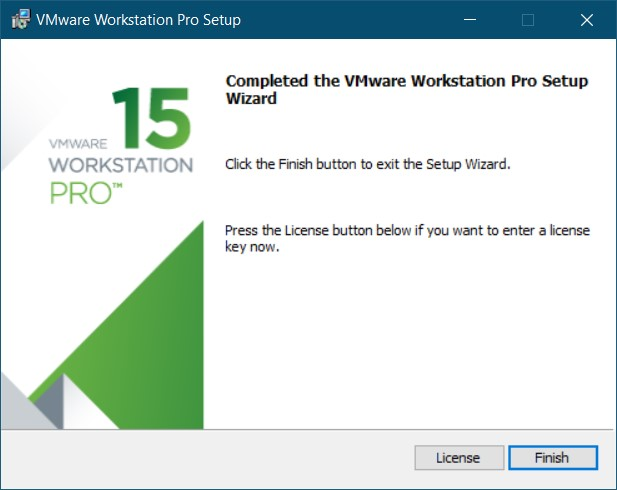 VMware Workstation Pro Setup
15
VMWARE
WORKSTATION
PRO™
Completed the VMware Workstation Pro Setup
Wizard
Click the Finish button to exit the Setup Wizard.
Press the License button below if you want to enter a license
key now.
License
Finish